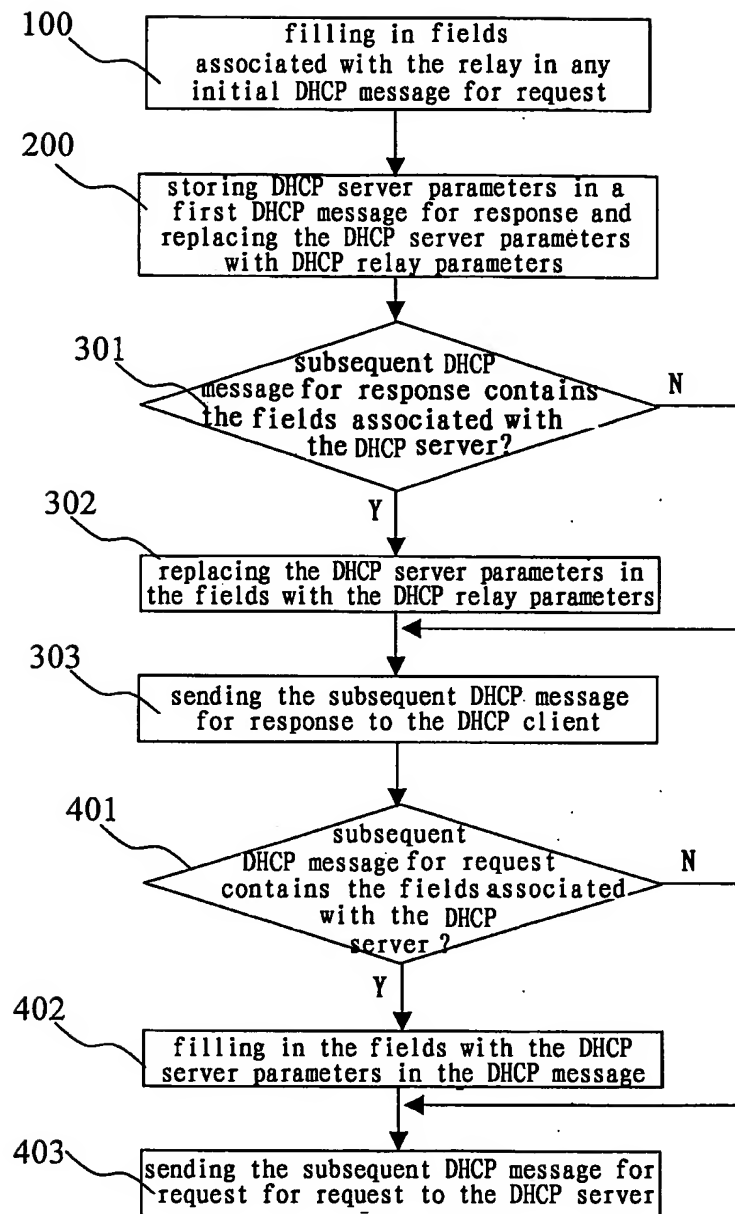 100
filling in fields
associated with the relay in any
initial DHCP message for request
200
storing DHCP server parameters in a
first DHCP message for response and
replacing the DHCP server parameters
with DHCP relay parameters
301
subsequent DHCP
message for response contains
the fields associated with
the DHCP server?
N
Y
302
replacing the DHCP server parameters in
the fields with the DHCP relay parameters
303
sending the subsequent DHCP message
for response to the DHCP client
401
subsequent
DHCP message for request
contains the fields associated
with the DHCP
server ?
N
Y
402
filling in the fields with the DHCP
server parameters in the DHCP message
403
sending the subsequent DHCP message for
request for request to the DHCP server